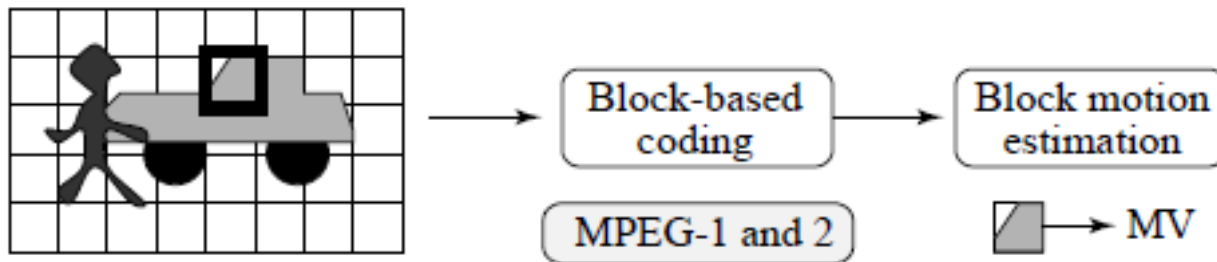 Block-based
coding
Block motion
estimation
MPEG-1 and 2
MV